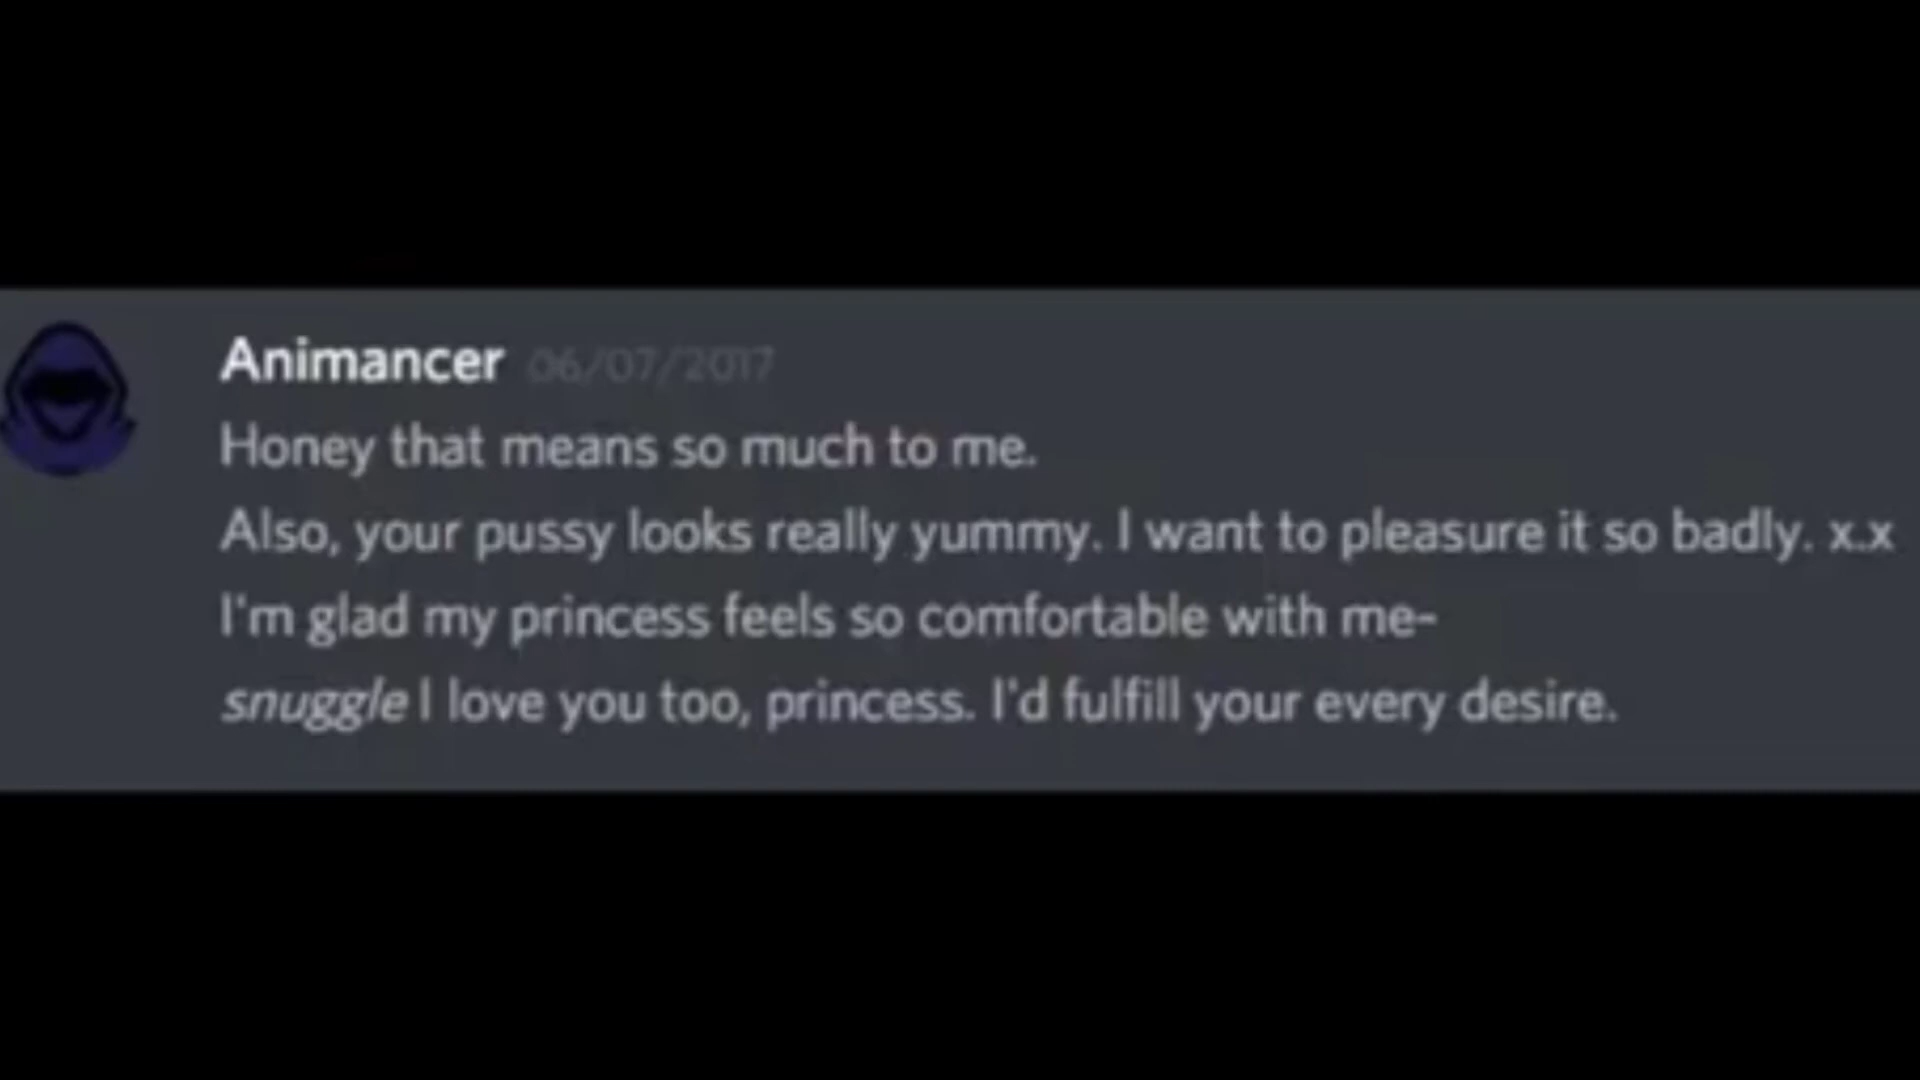 Animancer 06/07/2017
Honey that means so much to me.
Also, your pussy looks really yummy. I want to pleasure it so badly. x.x
I'm glad my princess feels so comfortable with me-
snuggle I love you too, princess. I'd fulfill your every desire.